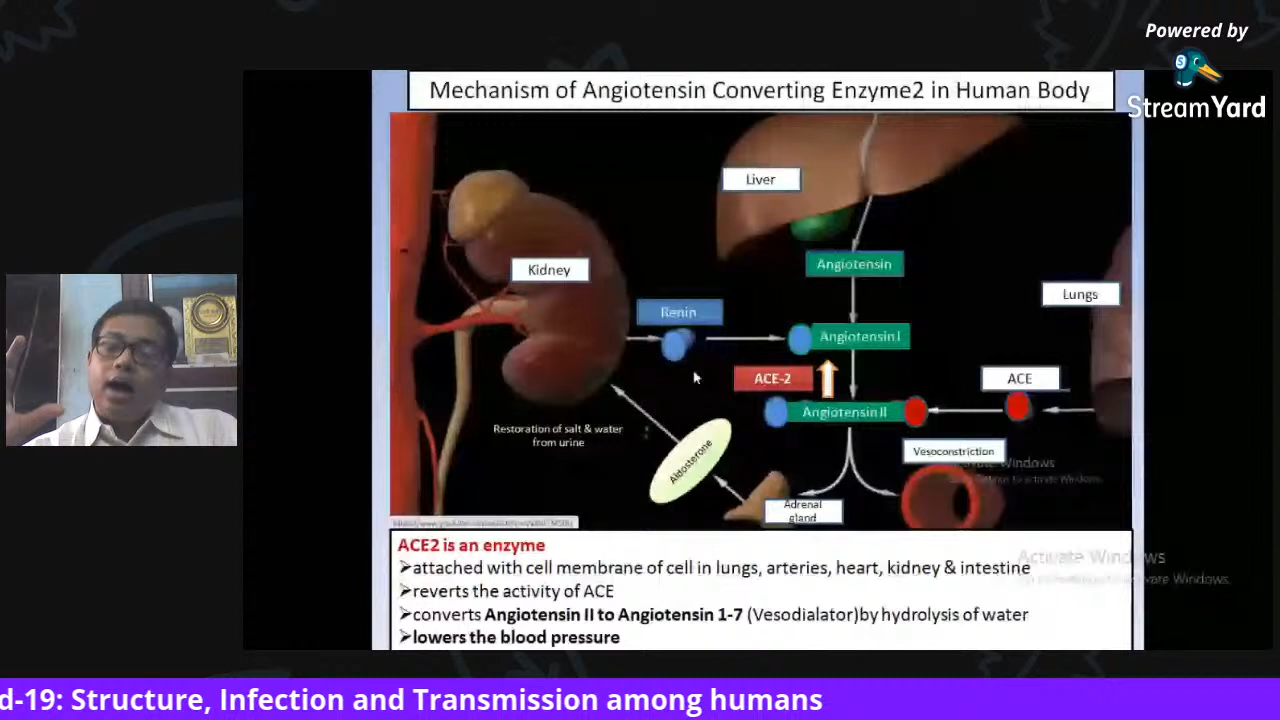 Powered by
StreamYard
Mechanism of Angiotensin Converting Enzyme2 in Human Body
Liver
Kidney
Angiotensin
Lungs
Renin
Angiotensin I
ACE-2
ACE
Angiotensin II
Restoration of salt & water
from urine
Aldosterone
Vesoconstriction
Adrenal
gland
ACE2 is an enzyme
➢attached with cell membrane of cell in lungs, arteries, heart, kidney & intestine
➢reverts the activity of ACE
➢converts Angiotensin II to Angiotensin 1-7 (Vesodialator)by hydrolysis of water
➢lowers the blood pressure
Activate Windows
d-19: Structure, Infection and Transmission among humans